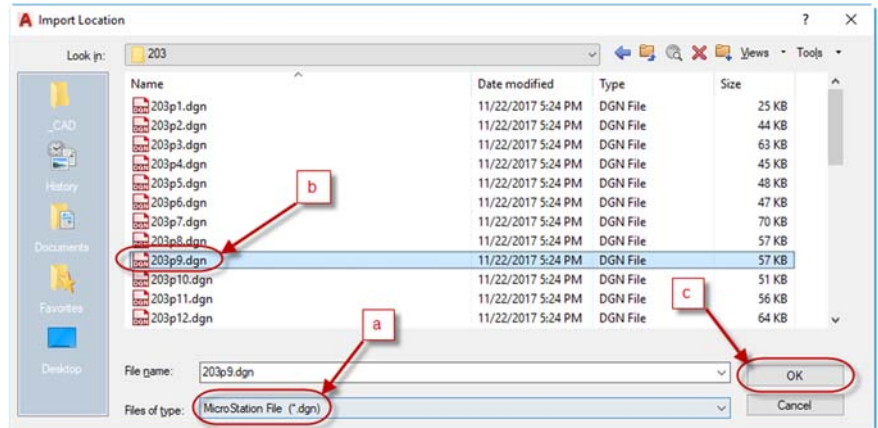 Import Location ? ×
Look in: 203 Views Tools
Name Date modified Type Size
203p1.dgn 11/22/2017 5:24 PM DGN File 25 KB
203p2.dgn 11/22/2017 5:24 PM DGN File 44 KB
203p3.dgn 11/22/2017 5:24 PM DGN File 63 KB
203p4.dgn 11/22/2017 5:24 PM DGN File 45 KB
203p5.dgn 11/22/2017 5:24 PM DGN File 48 KB
203p6.dgn 11/22/2017 5:24 PM DGN File 47 KB
203p7.dgn 11/22/2017 5:24 PM DGN File 70 KB
203p8.dgn 11/22/2017 5:24 PM DGN File 57 KB
203p9.dgn 11/22/2017 5:24 PM DGN File 57 KB
203p10.dgn 11/22/2017 5:24 PM DGN File 51 KB
203p11.dgn 11/22/2017 5:24 PM DGN File 56 KB
203p12.dgn 11/22/2017 5:24 PM DGN File 64 KB
_CAD
History
Documents
Favorites
Desktop
b
a
c
File name: 203p9.dgn OK
Files of type: MicroStation File (*.dgn) Cancel